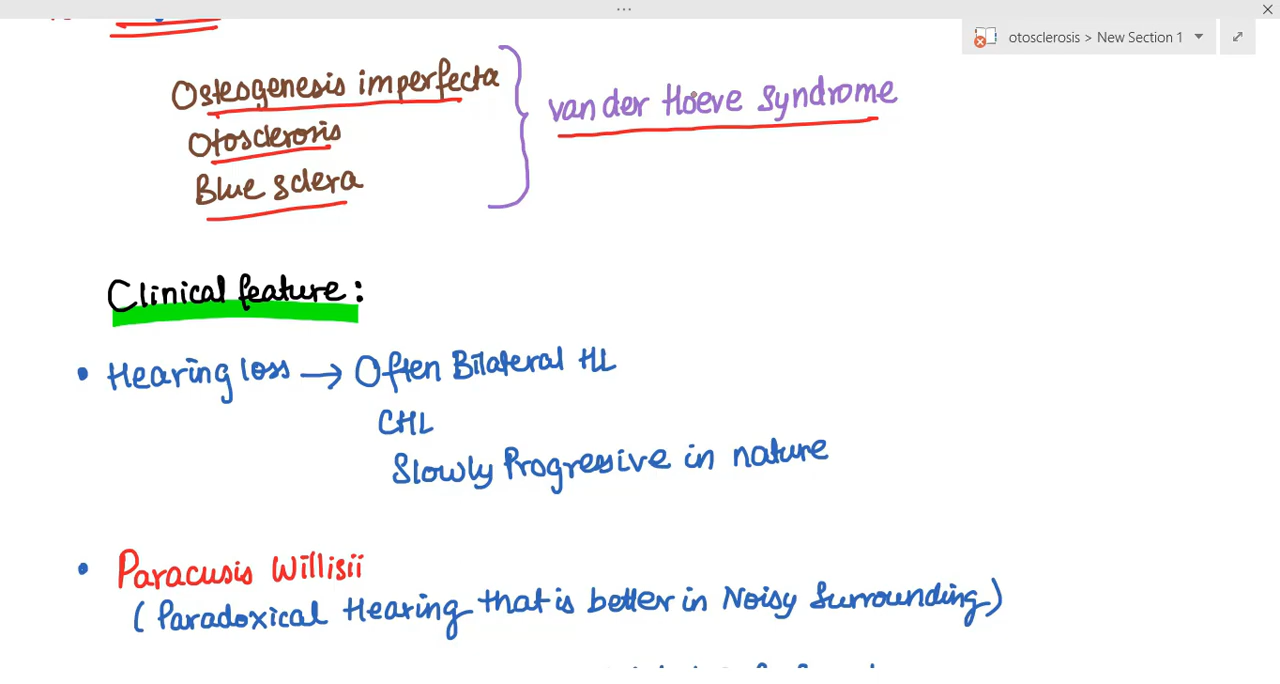 otosclerosis > New Section 1
Osteogenesis imperfecta
Otosclerosis
Blue sclera
van der Hoeve syndrome
Clinical feature:
• Hearing loss → Often Bilateral HL
CHL
Slowly Progressive in nature
• Paracusis Willisii
(Paradoxical Hearing that is better in Noisy Surrounding)